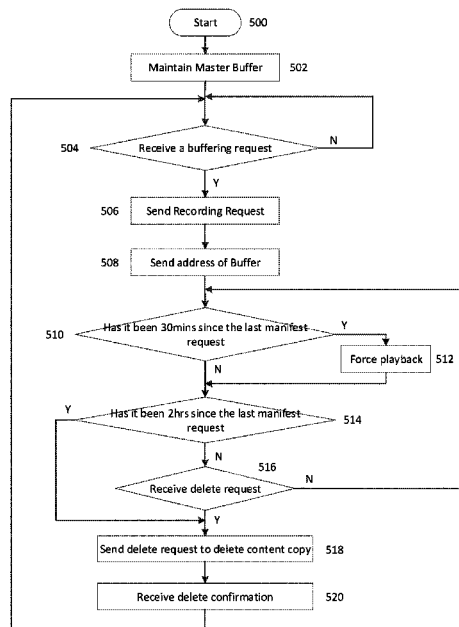 Start
500
Maintain Master Buffer
502
504
Receive a buffering request
N
Y
506
Send Recording Request
508
Send address of Buffer
510
Has it been 30mins since the last manifest
request
Y
Force playback
512
N
Y
Has it been 2hrs since the last manifest
request
514
N
516
Receive delete request
N
Y
Send delete request to delete content copy
518
Receive delete confirmation
520